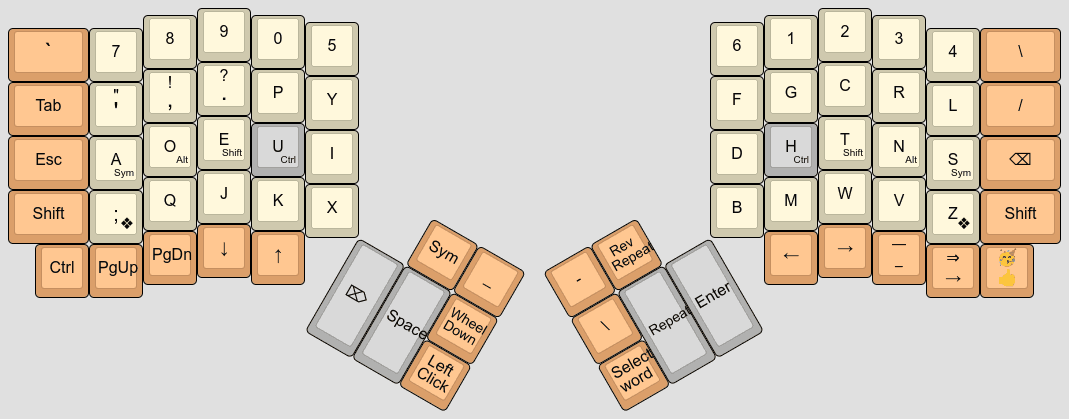 ` 7 8 9 0 5 6 1 2 3 4 \
Tab " ' ! , ? . P Y F G C R L /
Esc A Sym O Alt E Shift U Ctrl I D H Ctrl T Shift N Alt S Sym ⌫
Shift ; ❖ Q J K X B M W V Z ❖ Shift
Ctrl PgUp PgDn ↓ ↑ ← → — – ⇒ →
Sym _ - Rev Repeat
⌦ Space Wheel Down \ Repeat Enter
Left Click Select word